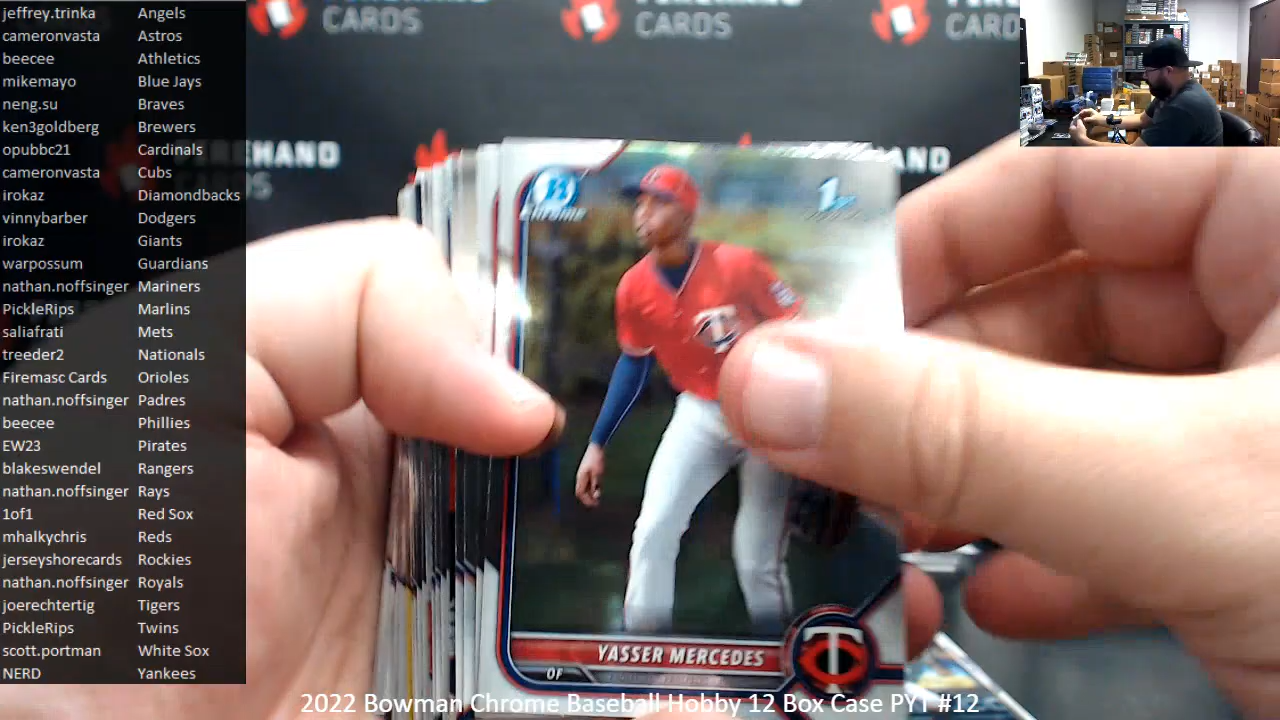 jeffrey.trinka Angels
cameronvasta Astros
beecee Athletics
mikemayo Blue Jays
neng.su Braves
ken3goldberg Brewers
opubbc21 Cardinals
cameronvasta Cubs
irokaz Diamondbacks
vinnybarber Dodgers
irokaz Giants
warpossum Guardians
nathan.noffsinger Mariners
PickleRips Marlins
saliafrati Mets
treeder2 Nationals
Firemasc Cards Orioles
nathan.noffsinger Padres
beecee Phillies
EW23 Pirates
blakeswendel Rangers
nathan.noffsinger Rays
1of1 Red Sox
mhalkychris Reds
jerseyshorecards Rockies
nathan.noffsinger Royals
joerechtertig Tigers
PickleRips Twins
scott.portman White Sox
NERD Yankees
CARDS
CARDS
CARD
HAND
AND
CHROME
1st
T
YASSER MERCEDES
OF
2022 Bowman Chrome Baseball Hobby 12 Box Case PYT #12